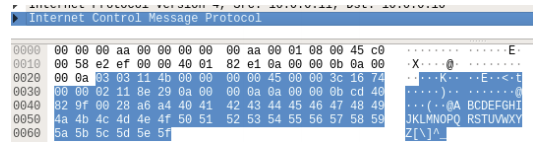 Internet Protocol Version 4, Src: 10.0.0.11, Dst: 10.0.0.10
Internet Control Message Protocol
0000 00 00 00 aa 00 00 00 00 00 aa 00 01 08 00 45 c0 ........ ......E.
0010 00 58 e2 ef 00 00 40 01 82 e1 0a 00 00 0b 0a 00 .X....@. ........
0020 00 0a 03 03 11 4b 00 00 00 00 45 00 00 3c 16 74 .....K.. ..E..<.t
0030 00 00 02 11 8e 29 0a 00 00 0a 0a 00 00 0b cd 40 .....).. .......@
0040 82 9f 00 28 a6 a4 40 41 42 43 44 45 46 47 48 49 ...(..@A BCDEFGHI
0050 4a 4b 4c 4d 4e 4f 50 51 52 53 54 55 56 57 58 59 JKLMNOPQ RSTUVWXY
0060 5a 5b 5c 5d 5e 5f Z[\]^_